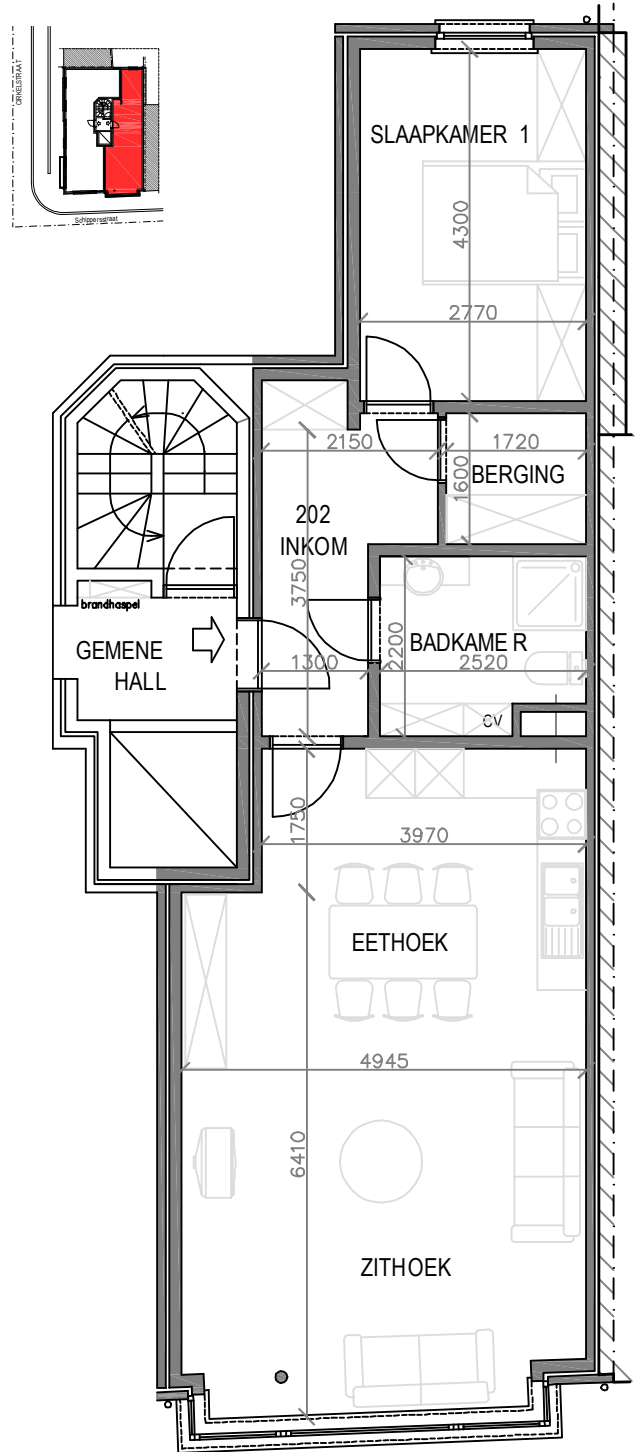 ORKELSTRAAT
Schippersstraat
SLAAPKAMER 1
4300
2770
2150
1720
1600
BERGING
202
INKOM
3750
brandhaspel
GEMENE
HALL
1300
2200
BADKAMER
2520
CV
1750
3970
EETHOEK
4945
6410
ZITHOEK